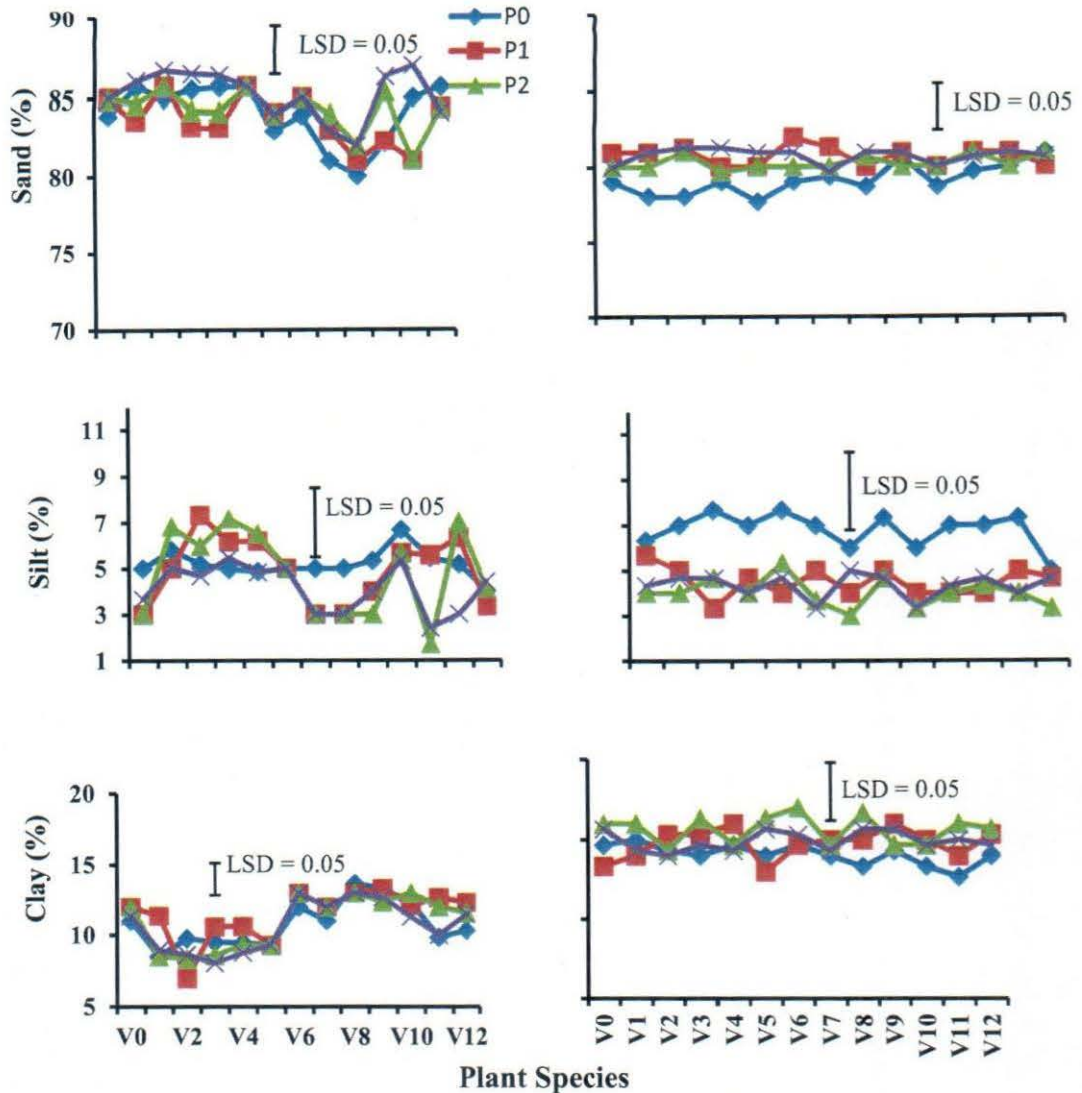 90
85
80
75
70
Sand (%)
LSD = 0.05
P0
P1
P2
LSD = 0.05
11
9
7
5
3
1
Silt (%)
LSD = 0.05
LSD = 0.05
20
15
10
5
Clay (%)
LSD = 0.05
LSD = 0.05
V0 V2 V4 V6 V8 V10 V12
V0 V1 V2 V3 V4 V5 V6 V7 V8 V9 V10 V11 V12
Plant Species